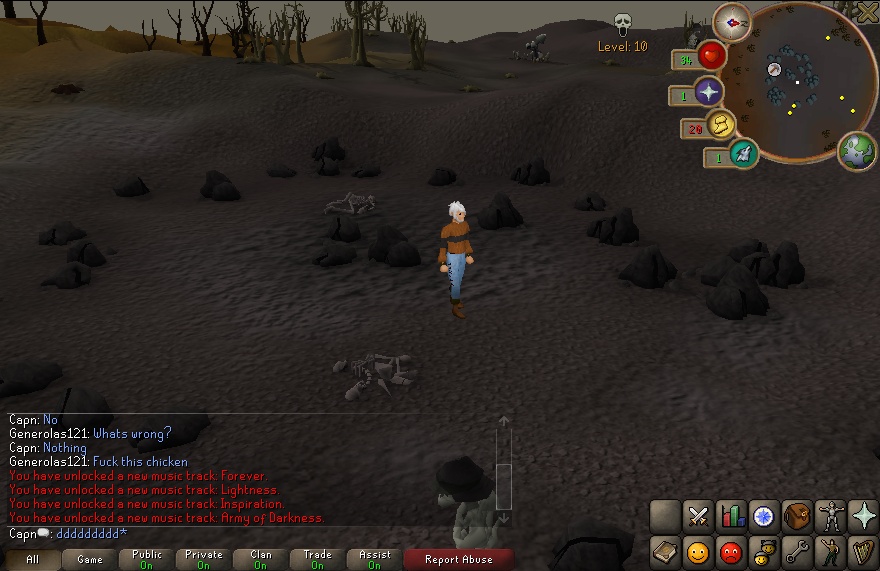 Level: 10
94
1
20
1
Capn: No
Generolas121: Whats wrong?
Capn: Nothing
Generolas121: Fuck this chicken
You have unlocked a new music track: Forever.
You have unlocked a new music track: Lightness.
You have unlocked a new music track: Inspiration.
You have unlocked a new music track: Army of Darkness.
Capn: ddddddddd*
All Game Public On Private On Clan On Trade On Assist On Report Abuse